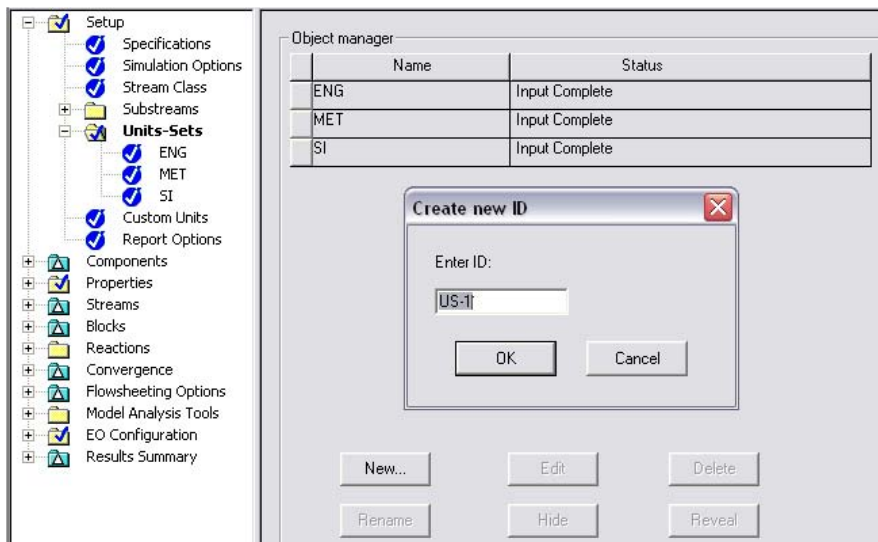 Setup
Specifications
Simulation Options
Stream Class
Substreams
Units-Sets
ENG
MET
SI
Custom Units
Report Options
Components
Properties
Streams
Blocks
Reactions
Convergence
Flowsheeting Options
Model Analysis Tools
EO Configuration
Results Summary
Object manager
Name Status
ENG Input Complete
MET Input Complete
SI Input Complete
Create new ID
Enter ID:
US-1
OK Cancel
New... Edit Delete
Rename Hide Reveal